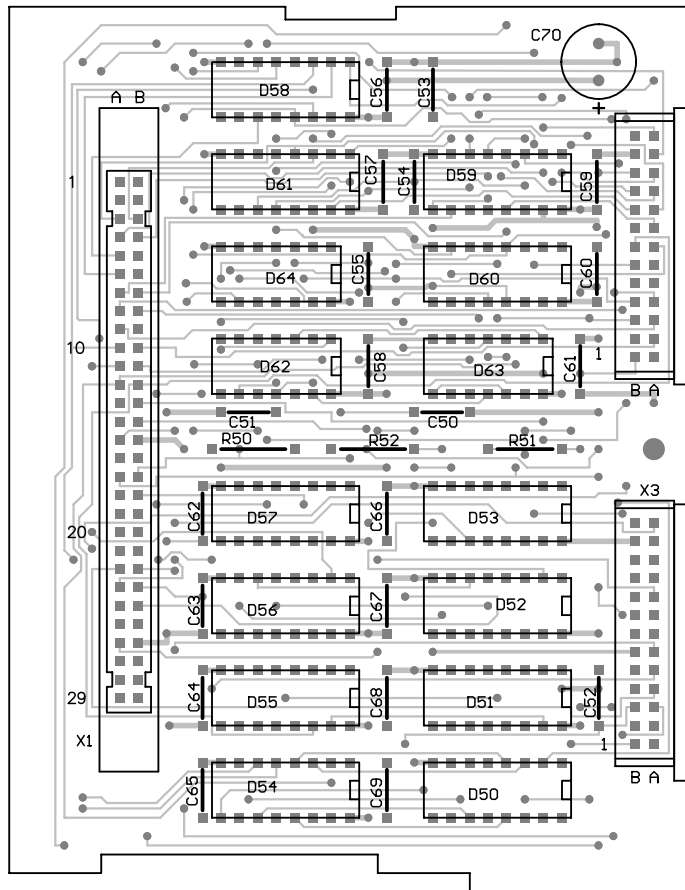 C70
D58
C56
C53
A B
+
1
D61
C57
C54
D59
C59
D64
C55
D60
C60
10
D62
C58
D63
C61
1
B A
C51
C50
R50
R52
R51
X3
20
C62
D57
C66
D53
C63
D56
C67
D52
29
C64
D55
C68
D51
C52
X1
1
C65
D54
C69
D50
B A